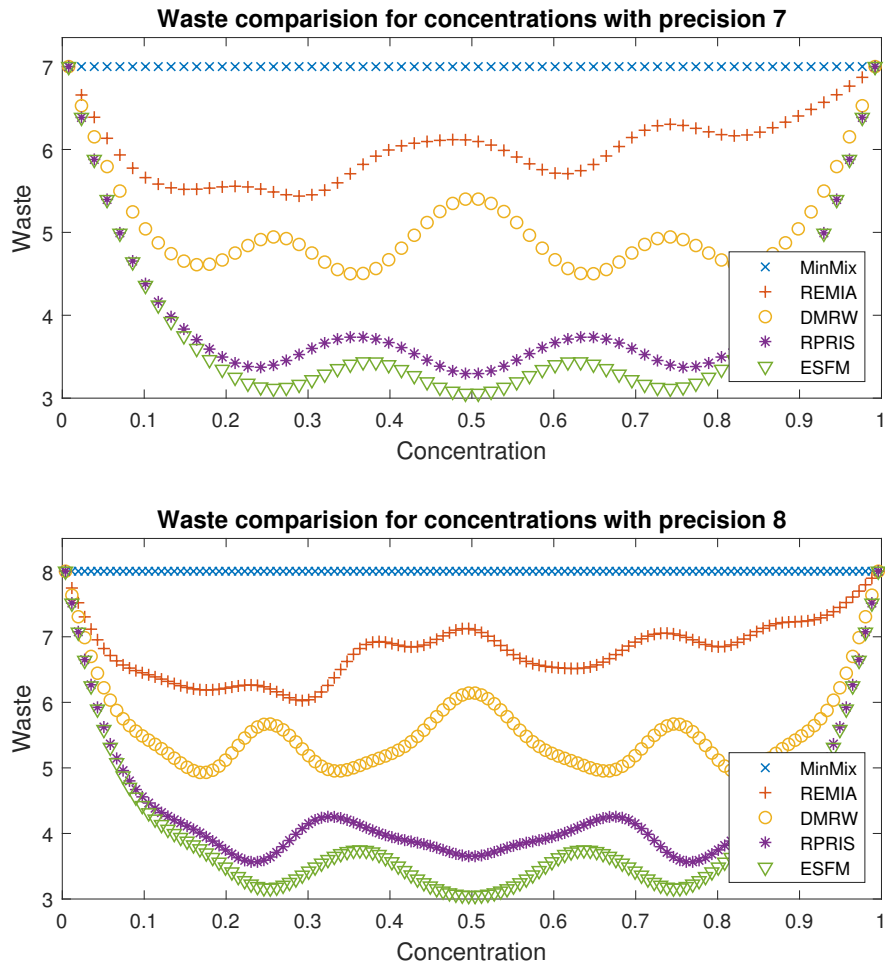 Waste comparision for concentrations with precision 7
7
6
5
4
3
Waste
0 0.1 0.2 0.3 0.4 0.5 0.6 0.7 0.8 0.9 1
Concentration
MinMix
REMIA
DMRW
RPRIS
ESFM
Waste comparision for concentrations with precision 8
8
7
6
5
4
3
Waste
0 0.1 0.2 0.3 0.4 0.5 0.6 0.7 0.8 0.9 1
Concentration
MinMix
REMIA
DMRW
RPRIS
ESFM